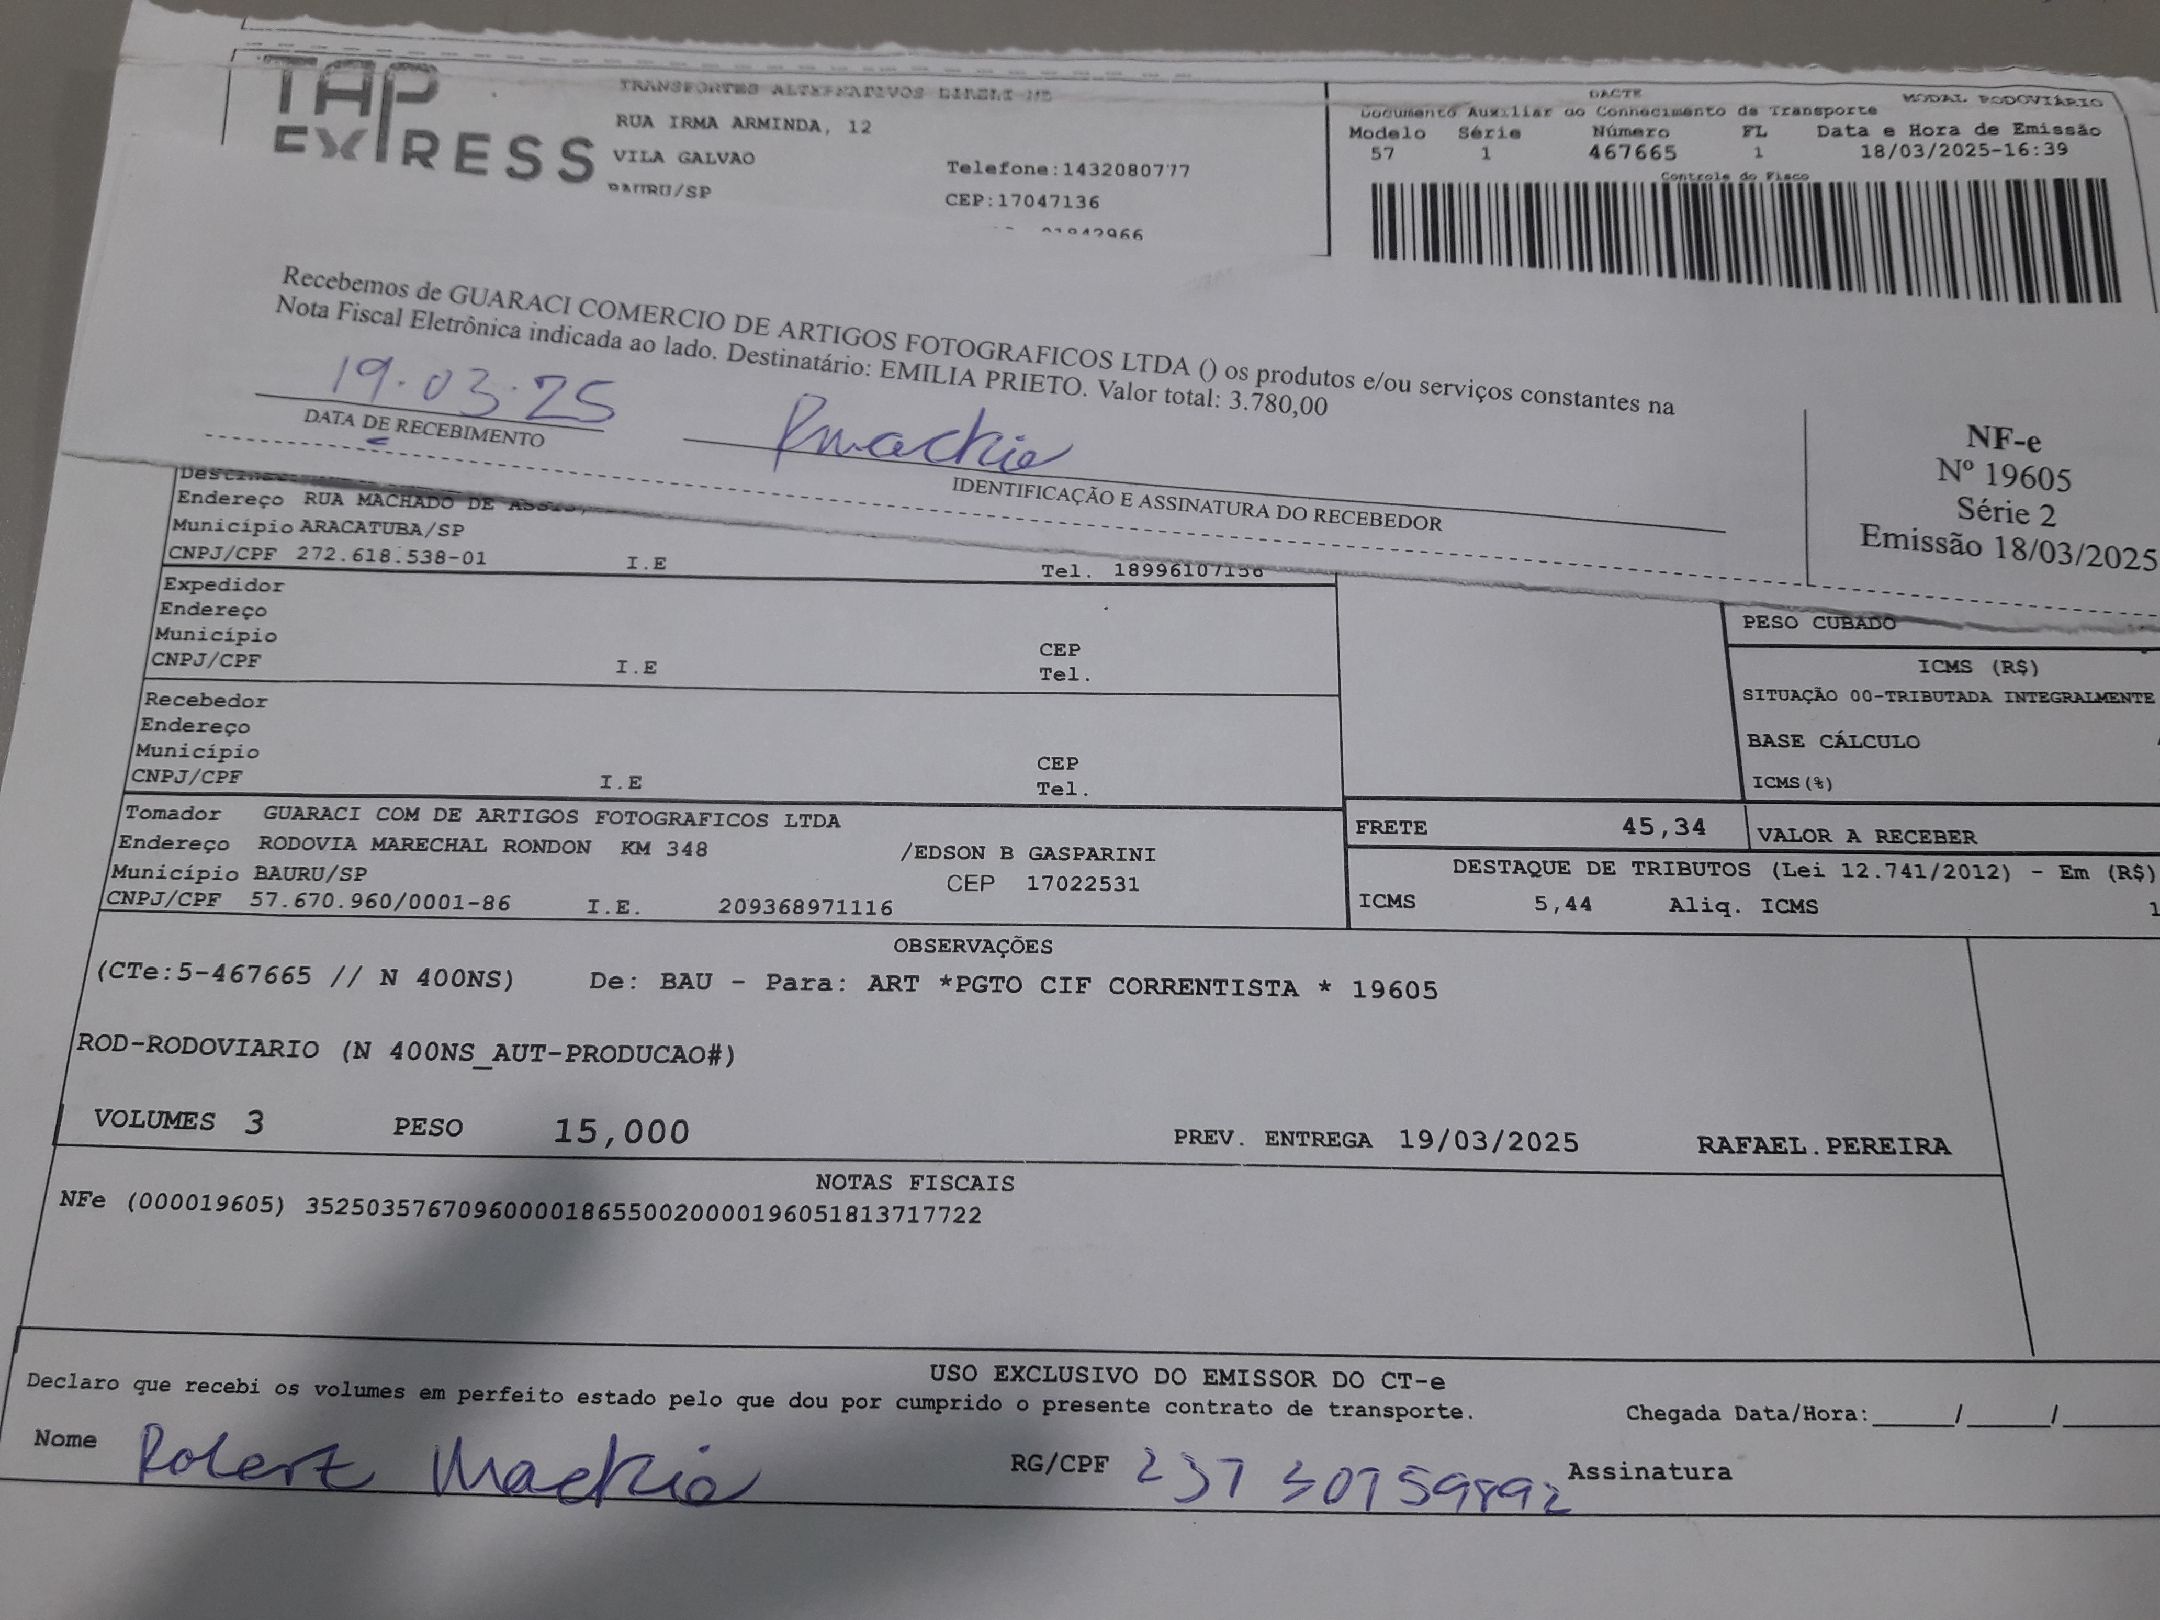 TAP EXPRESS
TRANSPORTES ALTERNATIVOS EIRELI ME
RUA IRMA ARMINDA, 12
VILA GALVAO
BAURU/SP
Telefone:1432080777
CEP:17047136
DACTE
MODAL RODOVIÁRIO
Documento Auxiliar do Conhecimento de Transporte
Modelo Série Número FL Data e Hora de Emissão
57 1 467665 1 18/03/2025-16:39
Controle do Fisco
Recebemos de GUARACI COMERCIO DE ARTIGOS FOTOGRAFICOS LTDA () os produtos e/ou serviços constantes na
Nota Fiscal Eletrônica indicada ao lado. Destinatário: EMILIA PRIETO. Valor total: 3.780,00
19.03.25
DATA DE RECEBIMENTO
Rmackie
IDENTIFICAÇÃO E ASSINATURA DO RECEBEDOR
NF-e
Nº 19605
Série 2
Emissão 18/03/2025
Endereço RUA MACHADO DE ASSIS,
Município ARACATUBA/SP
CNPJ/CPF 272.618.538-01 I.E Tel.
Expedidor
Endereço
Município CEP
CNPJ/CPF I.E Tel.
Recebedor
Endereço
Município CEP
CNPJ/CPF I.E Tel.
PESO CUBADO
ICMS (R$)
SITUAÇÃO 00-TRIBUTADA INTEGRALMENTE
BASE CÁLCULO
ICMS(%)
Tomador GUARACI COM DE ARTIGOS FOTOGRAFICOS LTDA
Endereço RODOVIA MARECHAL RONDON KM 348 /EDSON B GASPARINI
Município BAURU/SP CEP 17022531
CNPJ/CPF 57.670.960/0001-86 I.E. 209368971116
FRETE 45,34 VALOR A RECEBER
DESTAQUE DE TRIBUTOS (Lei 12.741/2012) - Em (R$)
ICMS 5,44 Aliq. ICMS 1
OBSERVAÇÕES
(CTe:5-467665 // N 400NS) De: BAU - Para: ART *PGTO CIF CORRENTISTA * 19605
ROD-RODOVIARIO (N 400NS_AUT-PRODUCAO#)
VOLUMES 3 PESO 15,000 PREV. ENTREGA 19/03/2025 RAFAEL.PEREIRA
NOTAS FISCAIS
NFe (000019605) 35250357670960000186550020000196051813717722
USO EXCLUSIVO DO EMISSOR DO CT-e
Declaro que recebi os volumes em perfeito estado pelo que dou por cumprido o presente contrato de transporte.
Chegada Data/Hora:_____/_____/_____
Nome Robert Mackie RG/CPF Assinatura